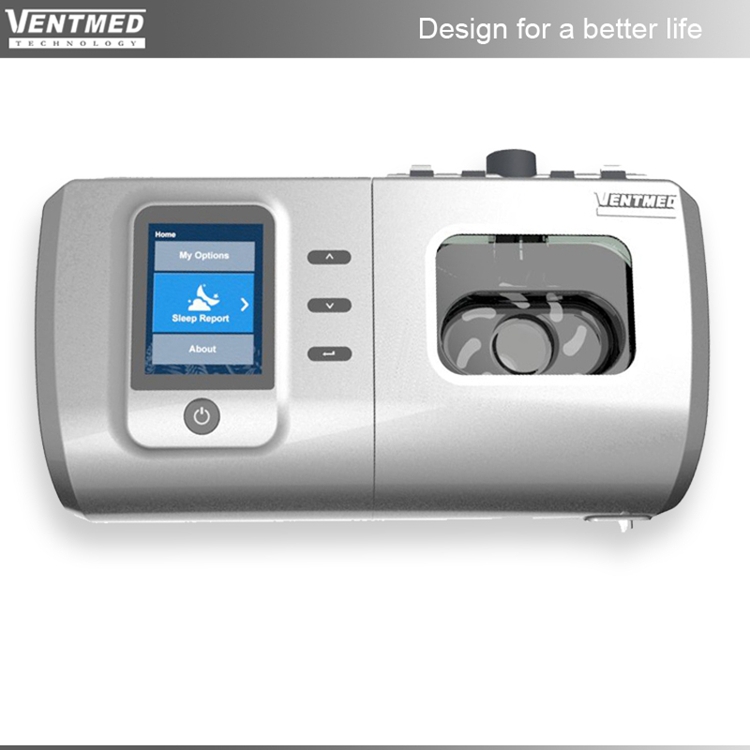 VENTMED
TECHNOLOGY
Design for a better life
VENTMED
Home
My Options
Sleep Report
About